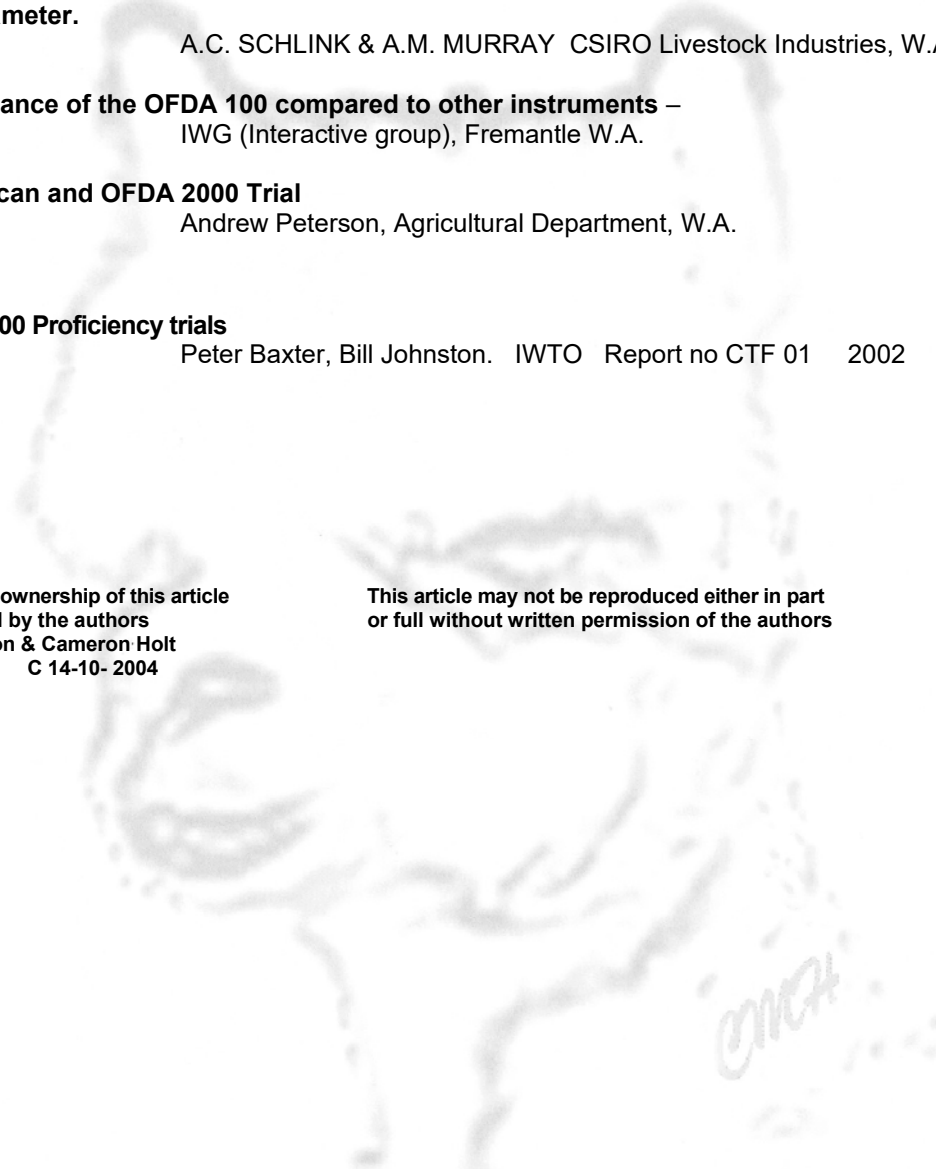 meter.
A.C. SCHLINK & A.M. MURRAY CSIRO Livestock Industries, W.A
ance of the OFDA 100 compared to other instruments –
IWG (Interactive group), Fremantle W.A.
can and OFDA 2000 Trial
Andrew Peterson, Agricultural Department, W.A.
00 Proficiency trials
Peter Baxter, Bill Johnston. IWTO Report no CTF 01 2002
ownership of this article
by the authors
on & Cameron Holt
C 14-10- 2004
This article may not be reproduced either in part
or full without written permission of the authors
CMCH